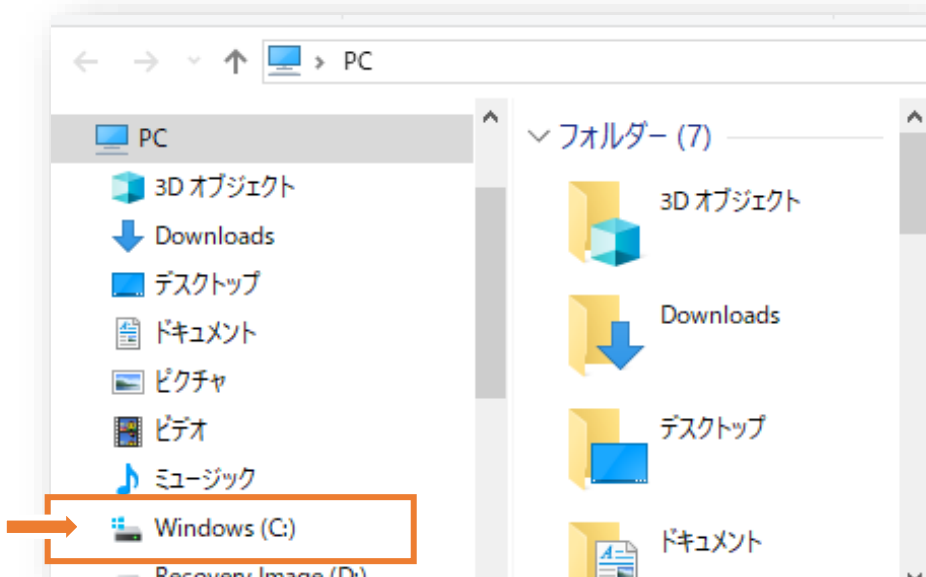 PC
PC
3D オブジェクト
Downloads
デスクトップ
ドキュメント
ピクチャ
ビデオ
ミュージック
Windows (C:)
Recovery Image (D:)
フォルダー (7)
3D オブジェクト
Downloads
デスクトップ
ドキュメント